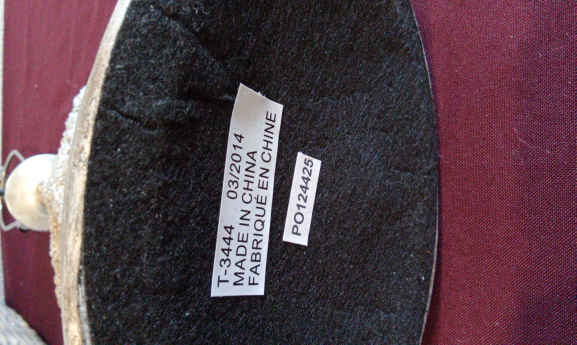 T-3444 03/2014
MADE IN CHINA
FABRIQUÉ EN CHINE
PO124425